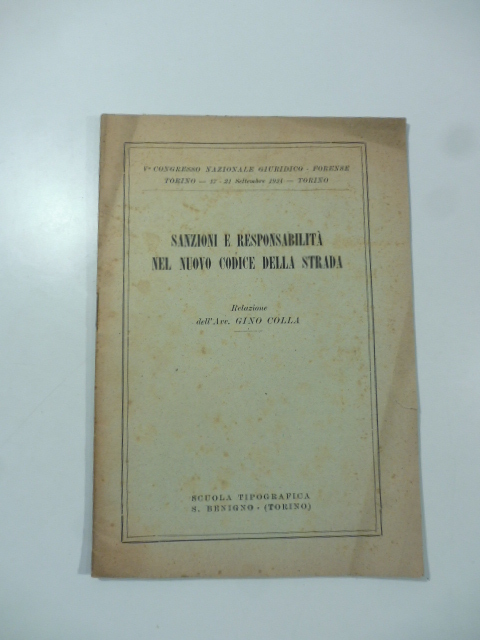 CONGRESSO NAZIONALE GIURIDICO - FORENSE
TORINO — 17 - 21 Settembre 1951 — TORINO
SANZIONI E RESPONSABILITÀ
NEL NUOVO CODICE DELLA STRADA
Relazione
dell'Avv. GINO COLLA
SCUOLA TIPOGRAFICA
S. BENIGNO - (TORINO)